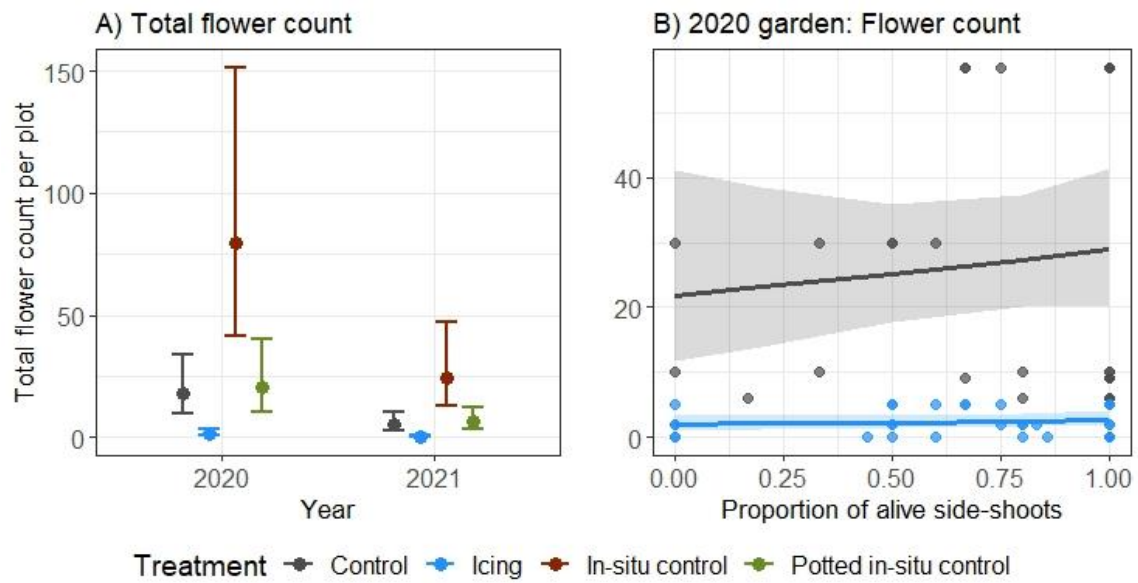 A) Total flower count
B) 2020 garden: Flower count
Total flower count per plot
150
100
50
0
2020
2021
Year
40
20
0
0.00
0.25
0.50
0.75
1.00
Proportion of alive side-shoots
Treatment Control Icing In-situ control Potted in-situ control